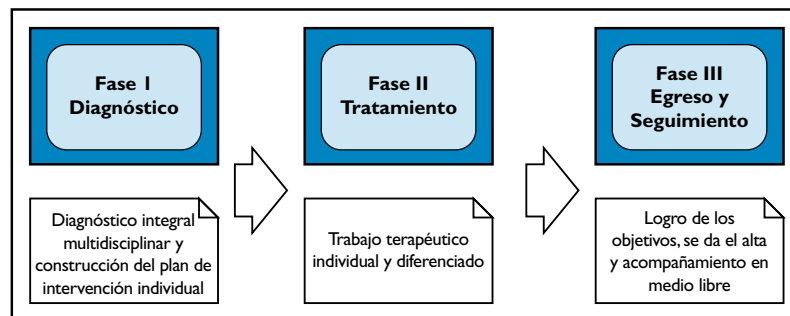 Fase I
Diagnóstico
Fase II
Tratamiento
Fase III
Egreso y
Seguimiento
Diagnóstico integral
multidisciplinar y
construcción del plan de
intervención individual
Trabajo terapéutico
individual y diferenciado
Logro de los
objetivos, se da el alta
y acompañamiento en
medio libre